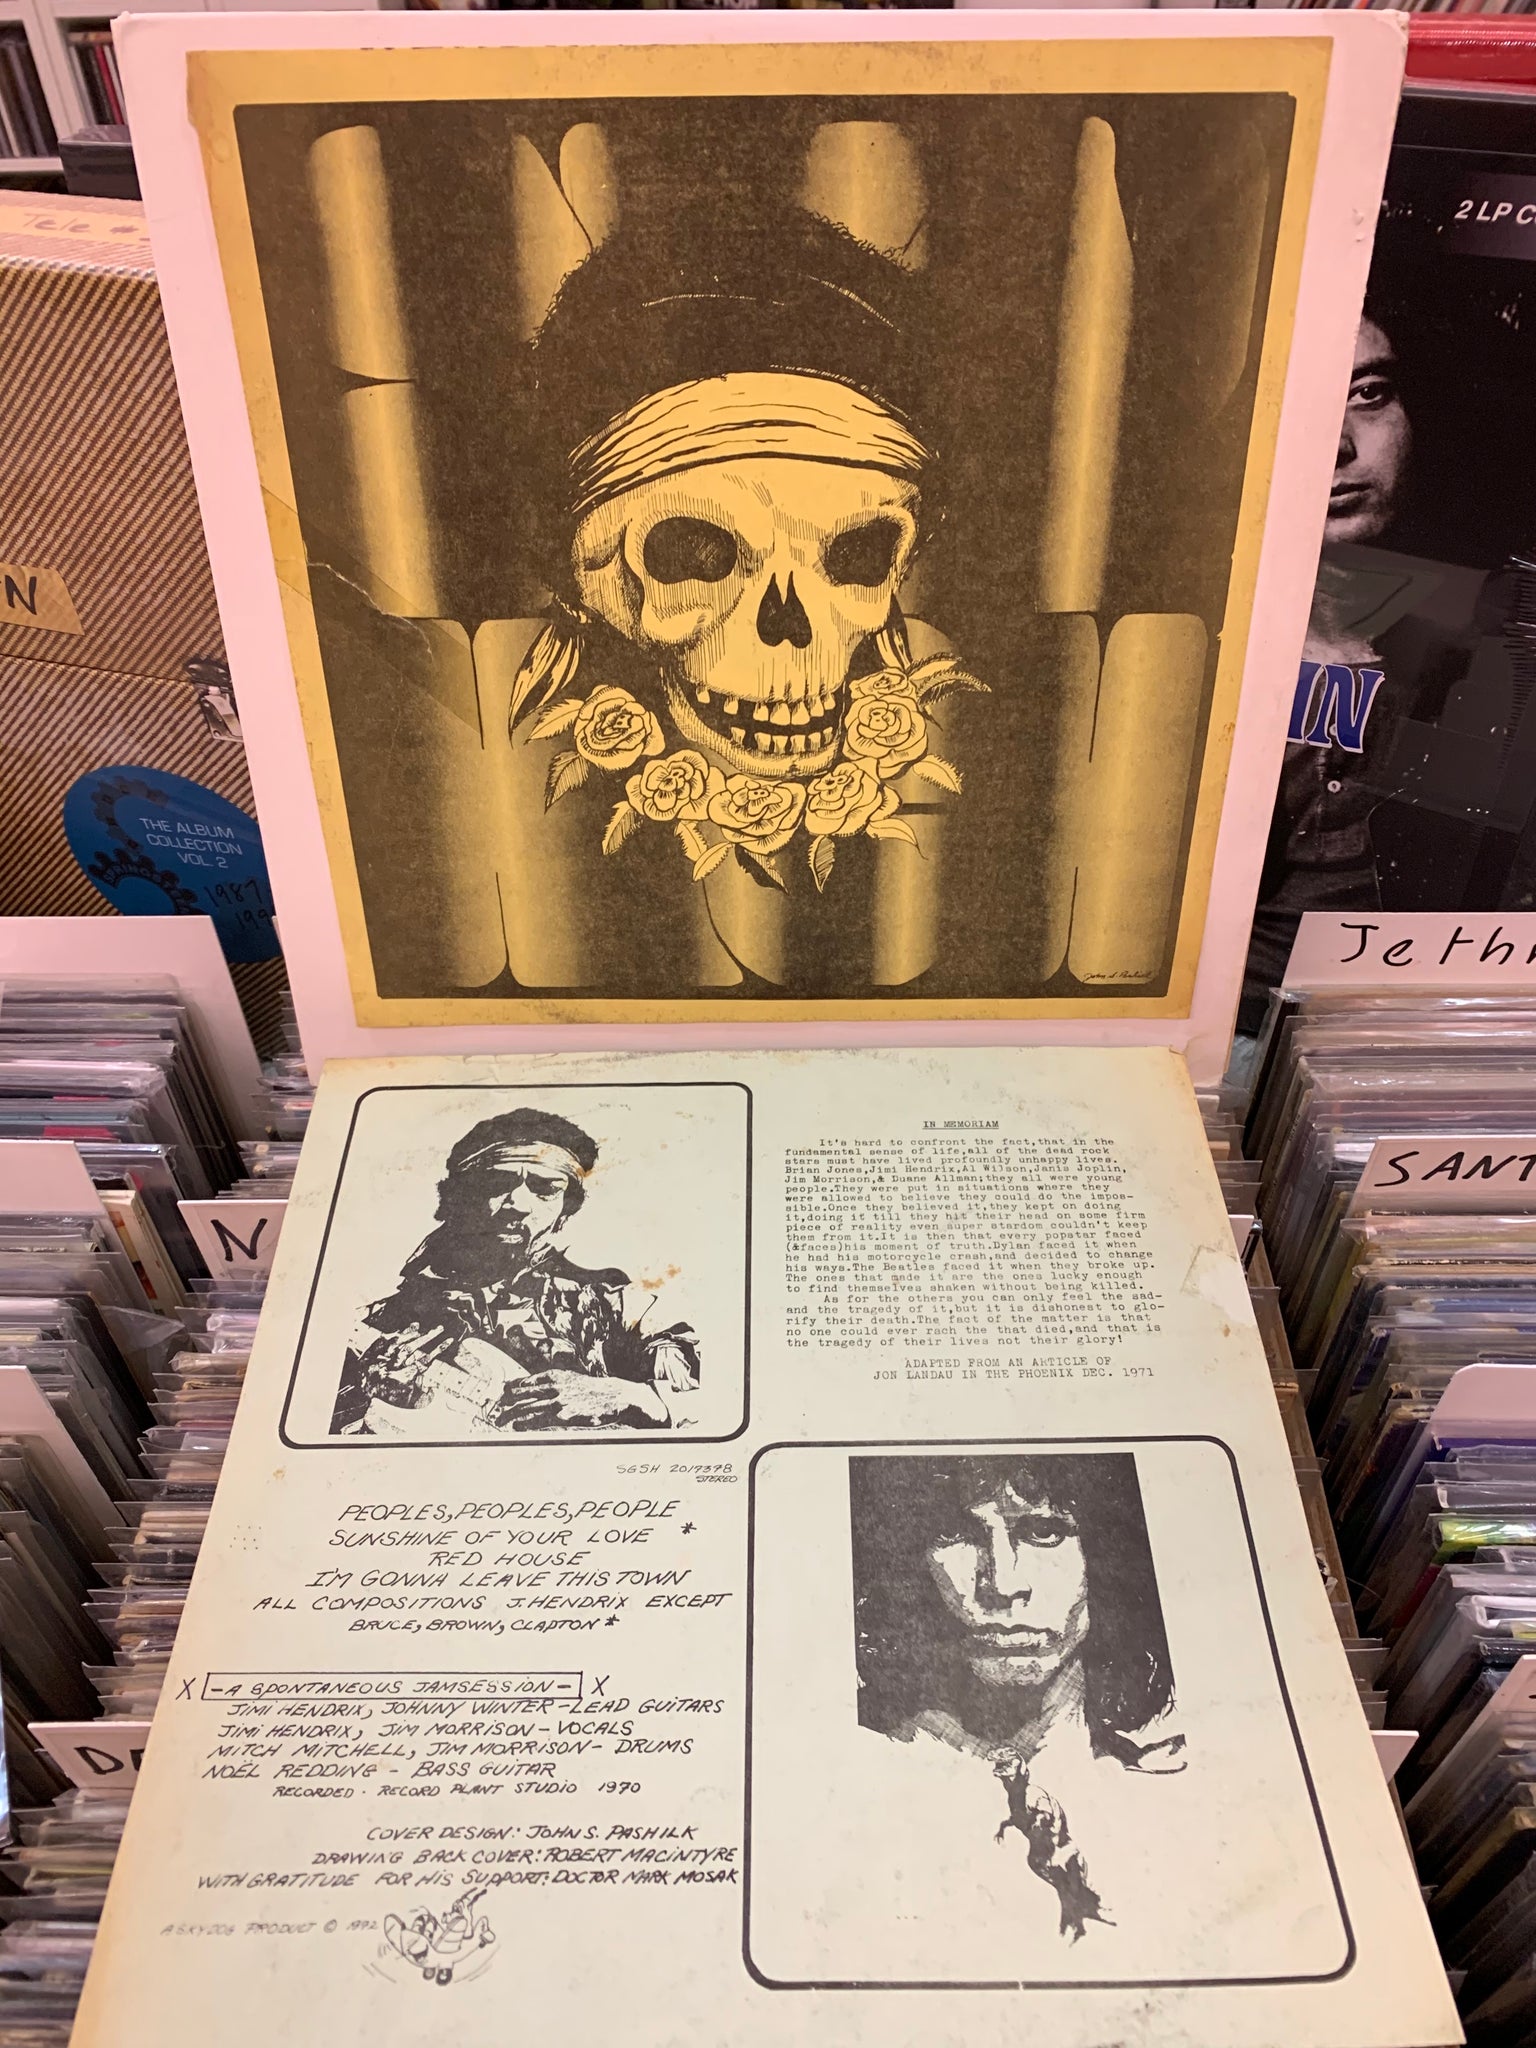 2 LP C
Tele #
N
THE ALBUM
COLLECTION
VOL. 2
1987
199
IN
John S. Pashilk
Jeth
SANT
N
IN MEMORIAM
It's hard to confront the fact,that in the
fundamental sense of life,all of the dead rock
stars must have lived profoundly unhappy lives.
Brian Jones,Jimi Hendrix,Al Wilson,Janis Joplin,
Jim Morrison,& Duane Allman;they all were young
people.They were put in situations where they
were allowed to believe they could do the impos-
sible.Once they believed it,they kept on doing
it,doing it till they hit their head on some firm
piece of reality even super stardom couldn't keep
them from it.It is then that every popstar faced
(&faces)his moment of truth.Dylan faced it when
he had his motorcycle crash,and decided to change
his ways.The Beatles faced it when they broke up.
The ones that made it are the ones lucky enough
to find themselves shaken without being killed.
As for the others you can only feel the sad-
and the tragedy of it,but it is dishonest to glo-
rify their death.The fact of the matter is that
no one could ever rach the that died,and that is
the tragedy of their lives not their glory!
ADAPTED FROM AN ARTICLE OF
JON LANDAU IN THE PHOENIX DEC. 1971
SGSH 2017378
STEREO
PEOPLES, PEOPLES, PEOPLE
SUNSHINE OF YOUR LOVE *
RED HOUSE
I'M GONNA LEAVE THIS TOWN
ALL COMPOSITIONS J. HENDRIX EXCEPT
BRUCE, BROWN, CLAPTON *
X -A SPONTANEOUS JAMSESSION- X
JIMI HENDRIX, JOHNNY WINTER - LEAD GUITARS
JIMI HENDRIX, JIM MORRISON - VOCALS
MITCH MITCHELL, JIM MORRISON - DRUMS
NOËL REDDING - BASS GUITAR
RECORDED · RECORD PLANT STUDIO 1970
COVER DESIGN: JOHN S. PASHILK
DRAWING BACK COVER: ROBERT MACINTYRE
WITH GRATITUDE FOR HIS SUPPORT: DOCTOR MARK MOSAK
A SKYDOG PRODUCT © 1972